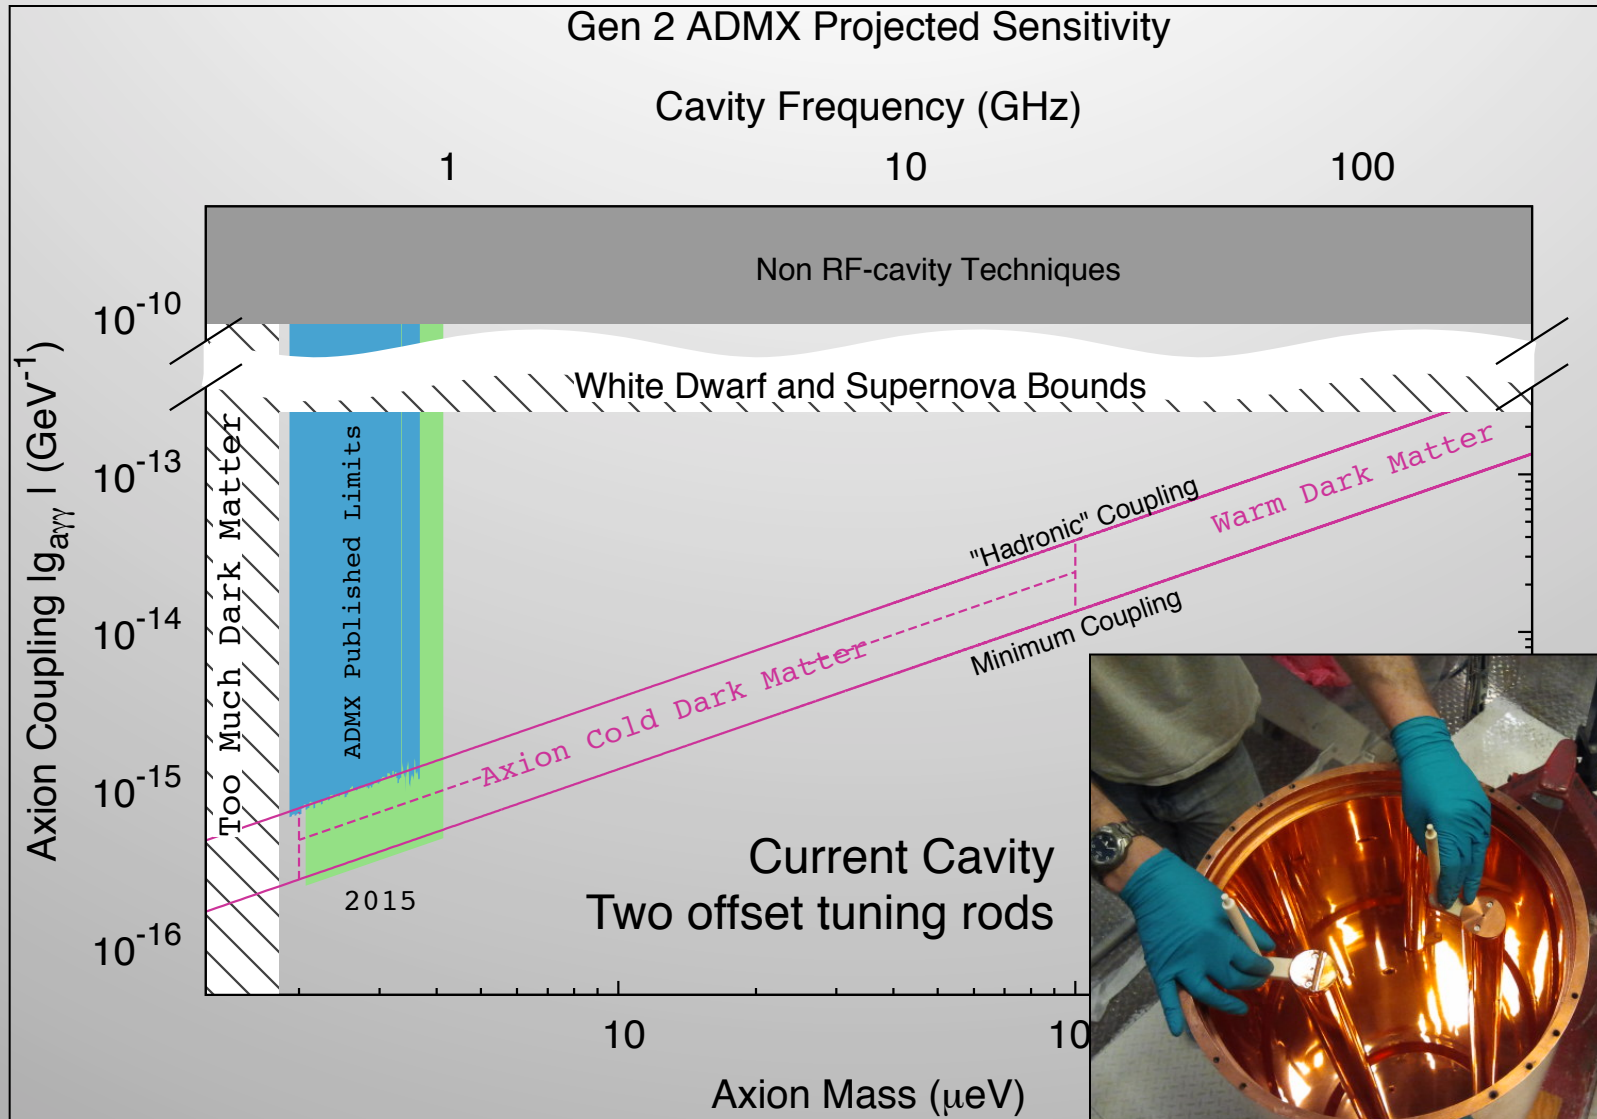 Gen 2 ADMX Projected Sensitivity
Cavity Frequency (GHz)
1 10 100
Non RF-cavity Techniques
10⁻¹⁰
White Dwarf and Supernova Bounds
10⁻¹³
10⁻¹⁴
10⁻¹⁵
10⁻¹⁶
Axion Coupling |g_aγγ| (GeV⁻¹)
Too Much Dark Matter
ADMX Published Limits
"Hadronic" Coupling
Warm Dark Matter
Minimum Coupling
Axion Cold Dark Matter
2015
Current Cavity
Two offset tuning rods
10 10
Axion Mass (μeV)